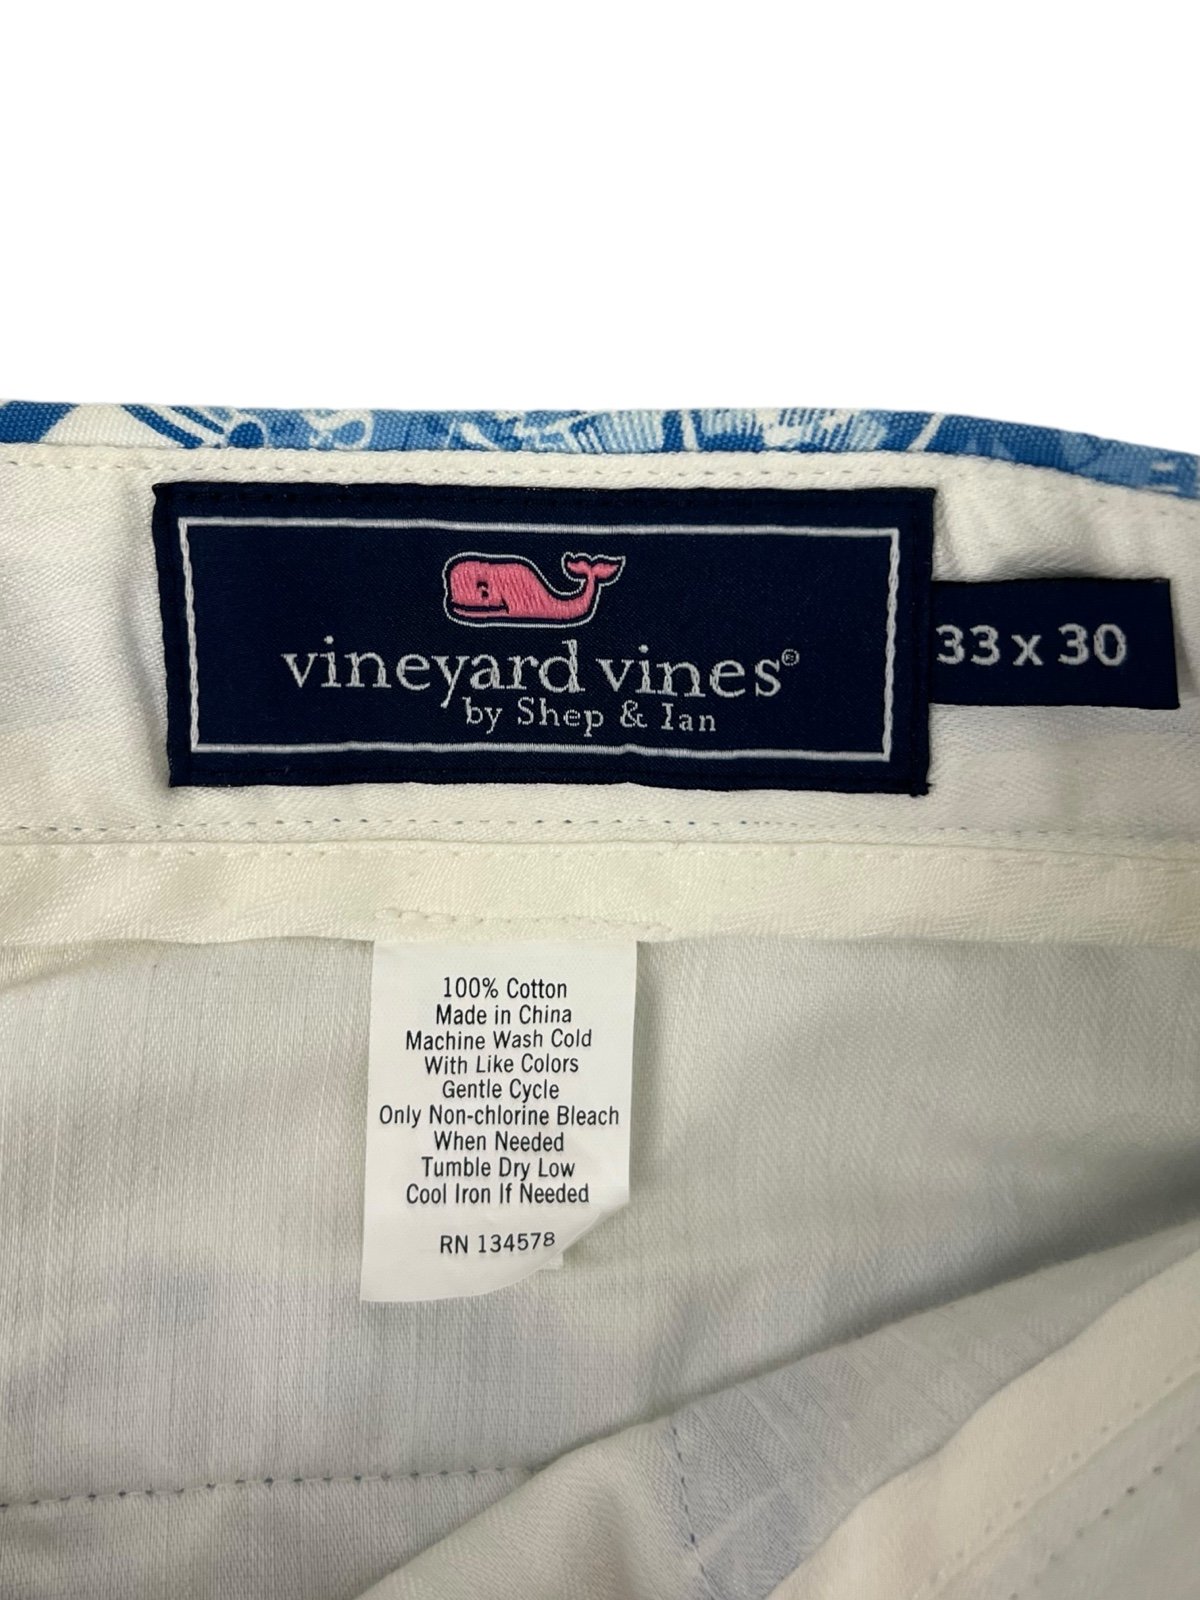 vineyard vines®
by Shep & Ian
33 x 30
100% Cotton
Made in China
Machine Wash Cold
With Like Colors
Gentle Cycle
Only Non-chlorine Bleach
When Needed
Tumble Dry Low
Cool Iron If Needed
RN 134578